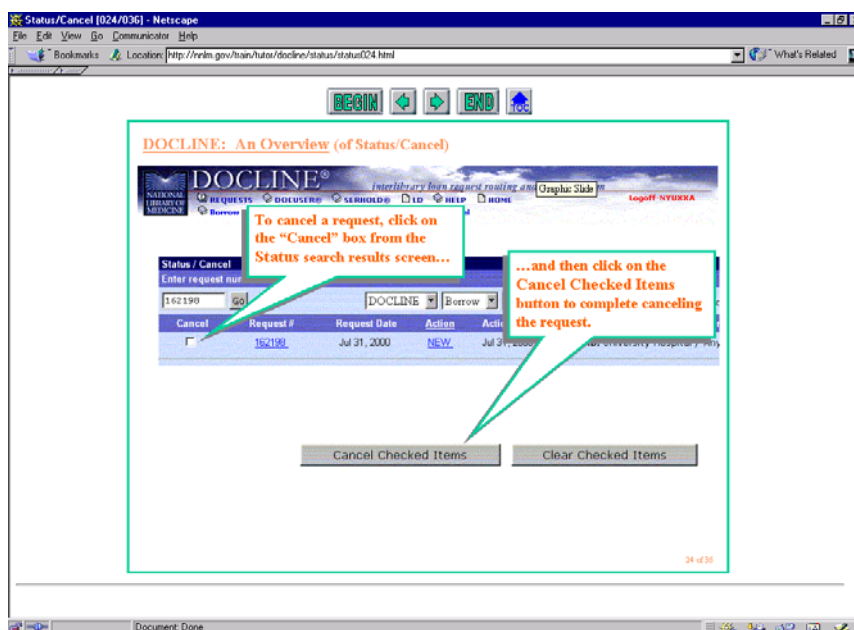 Status/Cancel [024/036] - Netscape
File Edit View Go Communicator Help
Bookmarks Location: http://nnlm.gov/train/tutor/docline/status/status024.html What's Related
BEGIN END TOC
DOCLINE: An Overview (of Status/Cancel)
DOCLINE®
interlibrary loan request routing and
Graphic Slide
NATIONAL LIBRARY OF MEDICINE
REQUESTS DOCUSER® SERHOLD® LD HELP HOME Logoff NYUXXA
Borrow
To cancel a request, click on
the “Cancel” box from the
Status search results screen…
Status / Cancel
Enter request nu
…and then click on the
Cancel Checked Items
button to complete canceling
the request.
162198 Go DOCLINE Borrow
Cancel Request # Request Date Action
162198 Jul 31, 2000 NEW Jul 31, 2000
Cancel Checked Items Clear Checked Items
24 of 36
Document: Done